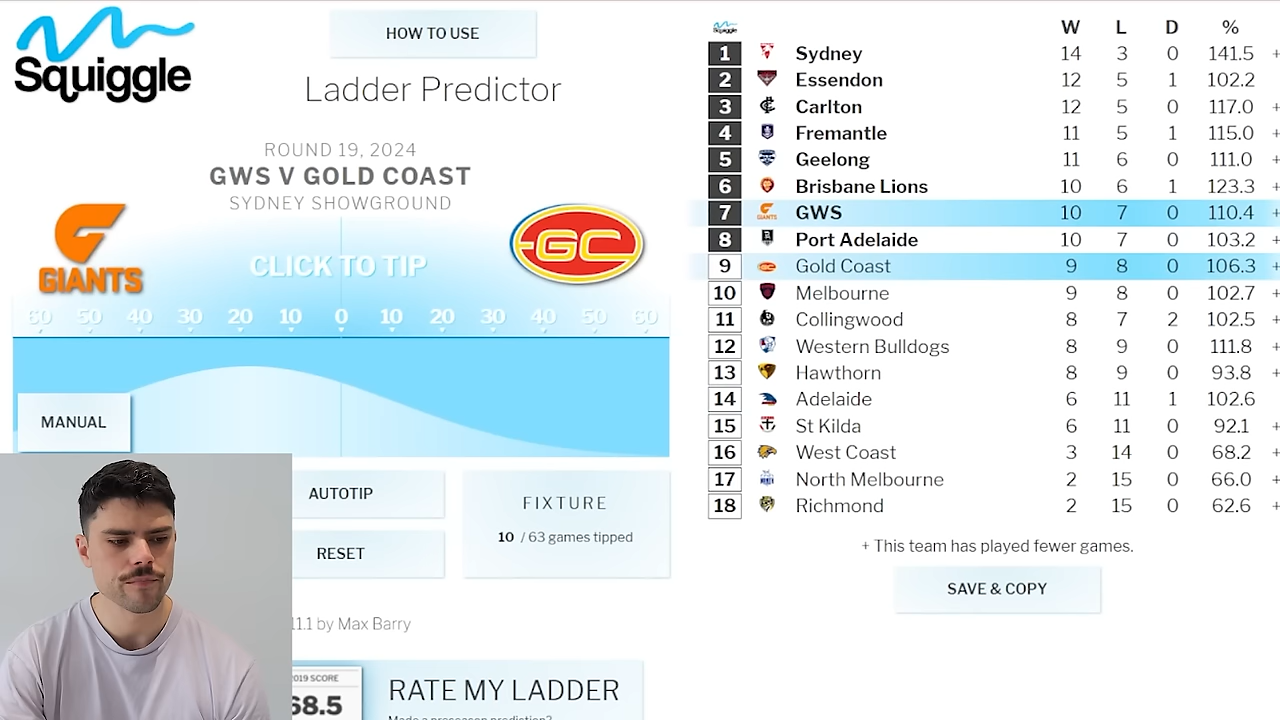 Squiggle
HOW TO USE
Ladder Predictor
ROUND 19, 2024
GWS V GOLD COAST
SYDNEY SHOWGROUND
GIANTS
CLICK TO TIP
GC
60 50 40 30 20 10 0 10 20 30 40 50 60
MANUAL
AUTOTIP
RESET
FIXTURE
10 / 63 games tipped
11.1 by Max Barry
2019 SCORE
68.5
RATE MY LADDER
Made a preseason prediction?
W L D %
1 Sydney 14 3 0 141.5 +
2 Essendon 12 5 1 102.2
3 Carlton 12 5 0 117.0 +
4 Fremantle 11 5 1 115.0 +
5 Geelong 11 6 0 111.0 +
6 Brisbane Lions 10 6 1 123.3 +
7 GWS 10 7 0 110.4 +
8 Port Adelaide 10 7 0 103.2 +
9 Gold Coast 9 8 0 106.3 +
10 Melbourne 9 8 0 102.7 +
11 Collingwood 8 7 2 102.5 +
12 Western Bulldogs 8 9 0 111.8 +
13 Hawthorn 8 9 0 93.8 +
14 Adelaide 6 11 1 102.6
15 St Kilda 6 11 0 92.1 +
16 West Coast 3 14 0 68.2 +
17 North Melbourne 2 15 0 66.0 +
18 Richmond 2 15 0 62.6 +
+ This team has played fewer games.
SAVE & COPY